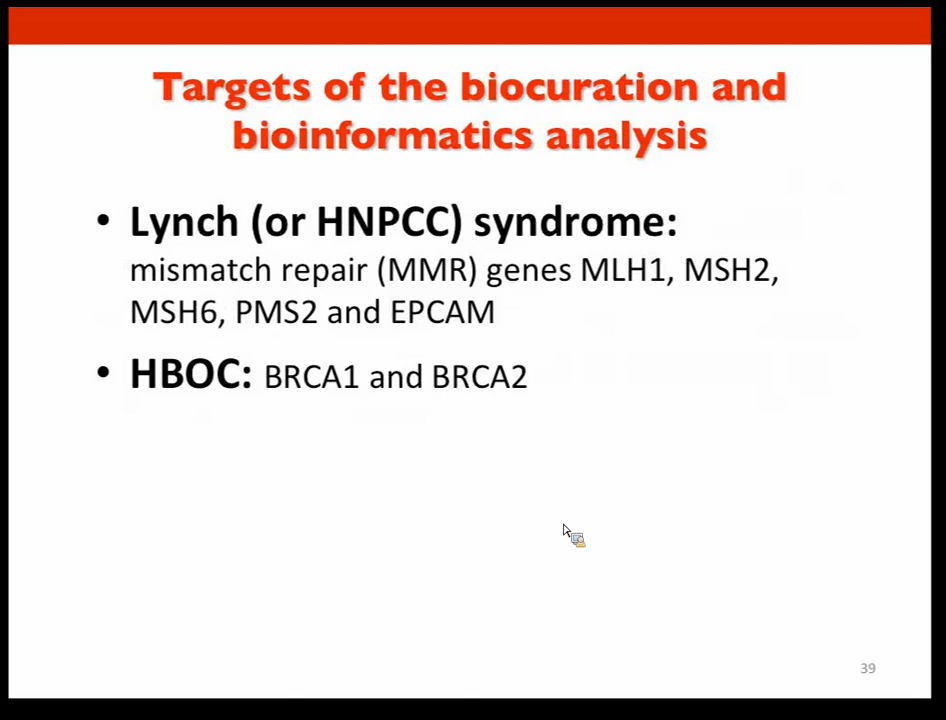 Targets of the biocuration and
bioinformatics analysis
• Lynch (or HNPCC) syndrome:
mismatch repair (MMR) genes MLH1, MSH2,
MSH6, PMS2 and EPCAM
• HBOC: BRCA1 and BRCA2
39